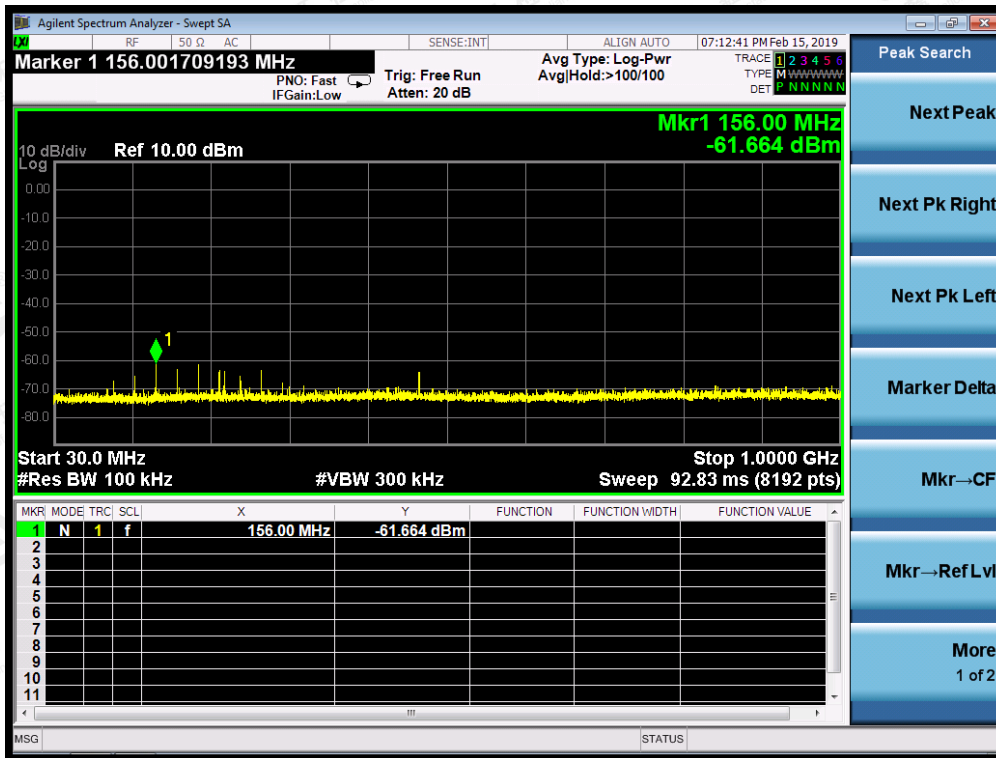 Agilent Spectrum Analyzer - Swept SA
LXI RF 50 Ω AC SENSE:INT ALIGN AUTO 07:12:41 PM Feb 15, 2019
Marker 1 156.001709193 MHz
PNO: Fast
IFGain:Low
Trig: Free Run
Atten: 20 dB
Avg Type: Log-Pwr
Avg|Hold:>100/100
TRACE 1 2 3 4 5 6
TYPE M WWWWW
DET P N N N N N
Mkr1 156.00 MHz
-61.664 dBm
10 dB/div Ref 10.00 dBm
Log
0.00
-10.0
-20.0
-30.0
-40.0
-50.0
1
-60.0
-70.0
-80.0
Start 30.0 MHz Stop 1.0000 GHz
#Res BW 100 kHz #VBW 300 kHz Sweep 92.83 ms (8192 pts)
MKR MODE TRC SCL X Y FUNCTION FUNCTION WIDTH FUNCTION VALUE
1 N 1 f 156.00 MHz -61.664 dBm
2
3
4
5
6
7
8
9
10
11
MSG STATUS
Peak Search
Next Peak
Next Pk Right
Next Pk Left
Marker Delta
Mkr→CF
Mkr→Ref Lvl
More
1 of 2